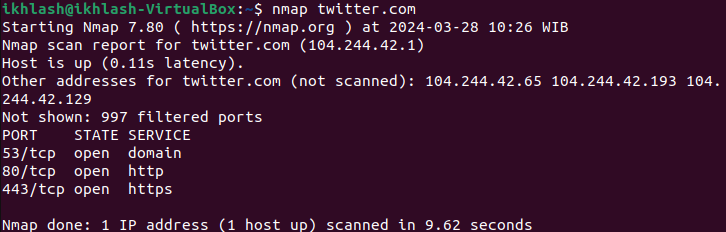 ikhlash@ikhlash-VirtualBox:~$ nmap twitter.com
Starting Nmap 7.80 ( https://nmap.org ) at 2024-03-28 10:26 WIB
Nmap scan report for twitter.com (104.244.42.1)
Host is up (0.11s latency).
Other addresses for twitter.com (not scanned): 104.244.42.65 104.244.42.193 104.
244.42.129
Not shown: 997 filtered ports
PORT    STATE SERVICE
53/tcp  open  domain
80/tcp  open  http
443/tcp open  https
Nmap done: 1 IP address (1 host up) scanned in 9.62 seconds